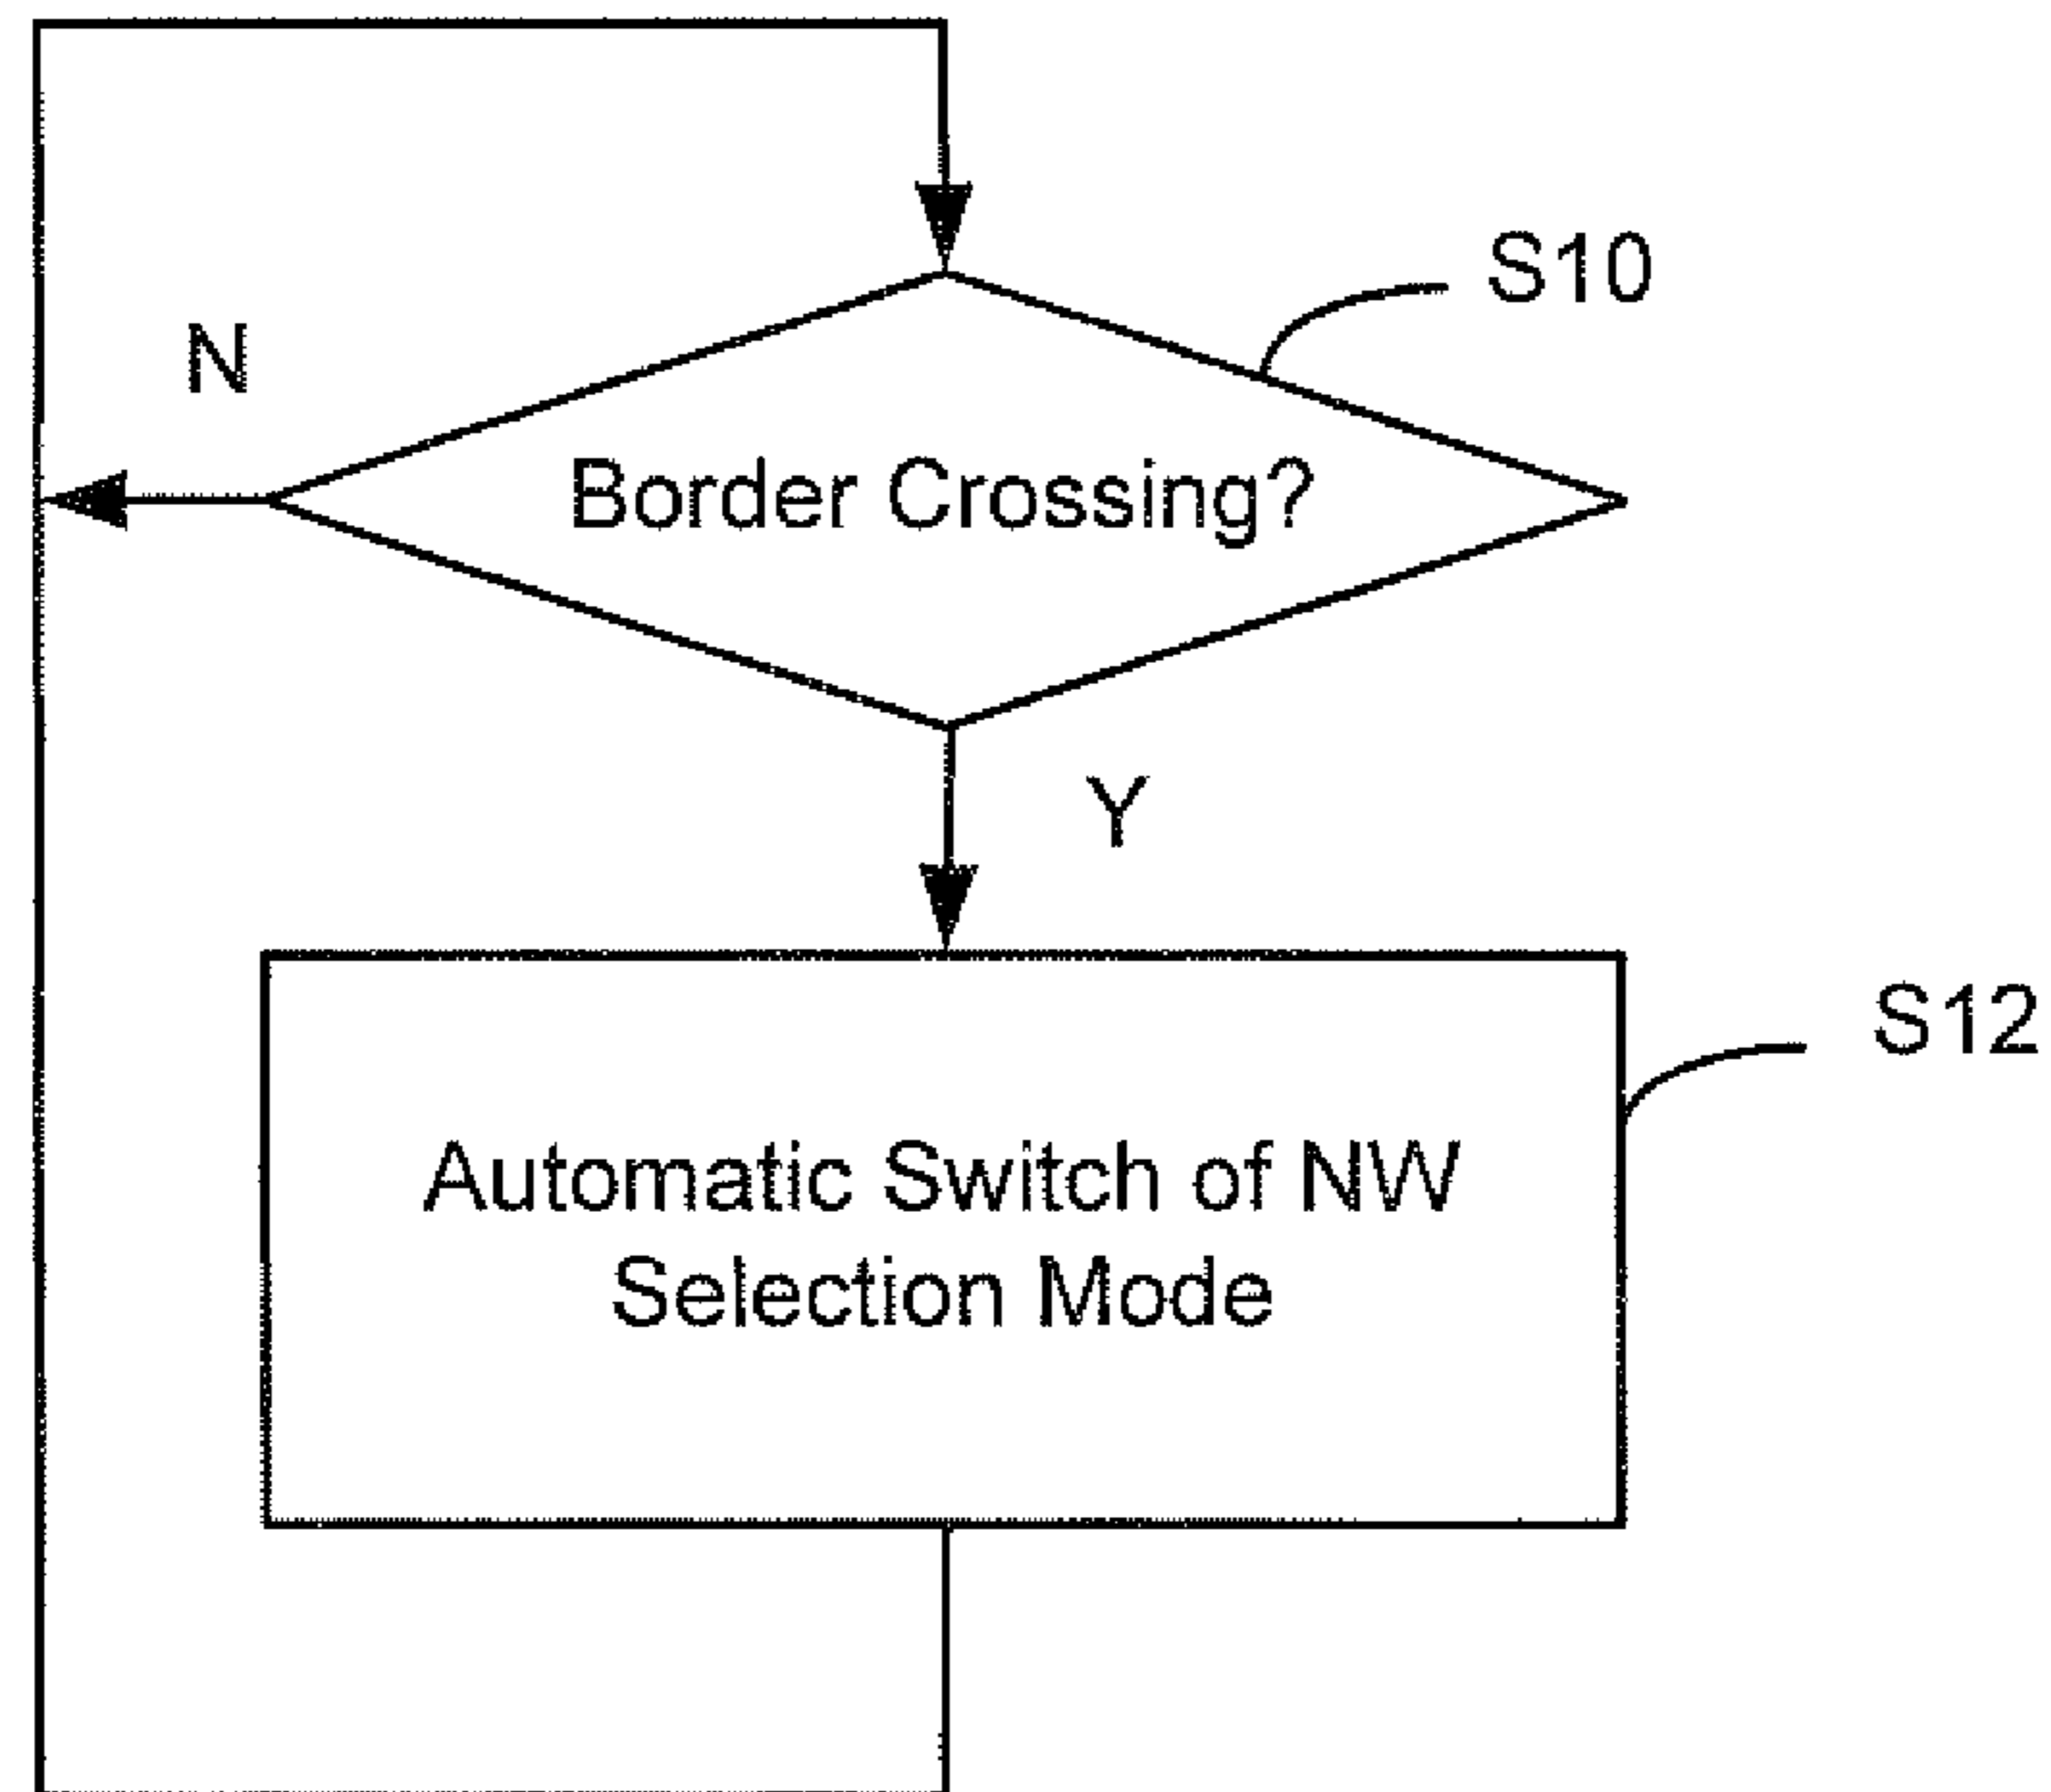 S10
N
Border Crossing?
Y
S12
Automatic Switch of NW
Selection Mode